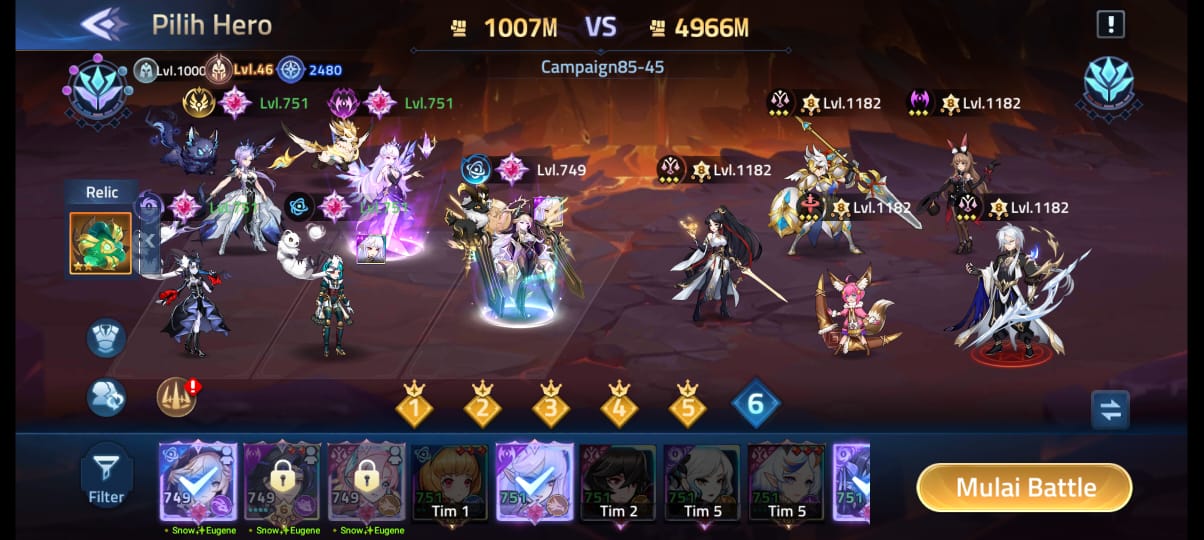 Pilih Hero
1007M VS 4966M
Campaign85-45
Lvl.1000 Lvl.46 2480
Lvl.751 Lvl.751 Lvl.1182 Lvl.1182
Lvl.749 Lvl.1182
Relic
Lvl.1182 Lvl.1182
1 2 3 4 5 6
Filter
749 749 749 751 751 751 751 751 751
Tim 1 Tim 2 Tim 5 Tim 5
Snow✧Eugene Snow✧Eugene Snow✧Eugene
Mulai Battle